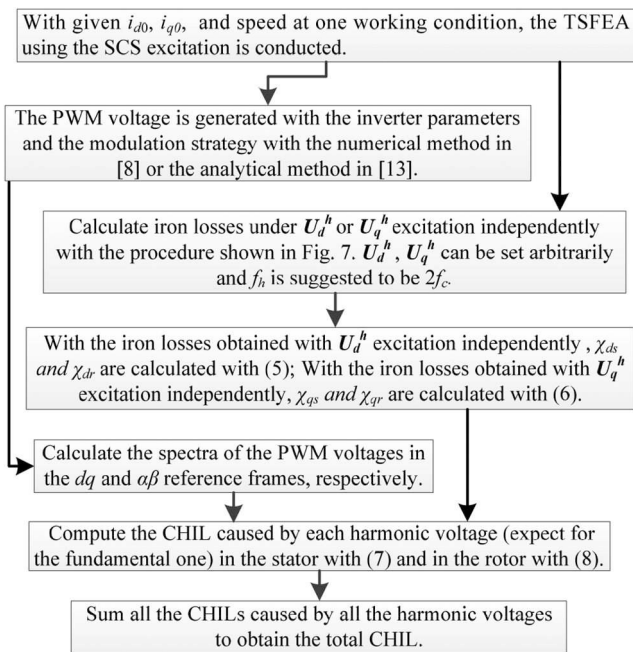 With given i_d0, i_q0, and speed at one working condition, the TSFEA
using the SCS excitation is conducted.
The PWM voltage is generated with the inverter parameters
and the modulation strategy with the numerical method in
[8] or the analytical method in [13].
Calculate iron losses under U_d^h or U_q^h excitation independently
with the procedure shown in Fig. 7. U_d^h, U_q^h can be set arbitrarily
and f_h is suggested to be 2f_c.
With the iron losses obtained with U_d^h excitation independently , χ_ds
and χ_dr are calculated with (5); With the iron losses obtained with U_q^h
excitation independently, χ_qs and χ_qr are calculated with (6).
Calculate the spectra of the PWM voltages in
the dq and αβ reference frames, respectively.
Compute the CHIL caused by each harmonic voltage (expect for
the fundamental one) in the stator with (7) and in the rotor with (8).
Sum all the CHILs caused by all the harmonic voltages
to obtain the total CHIL.